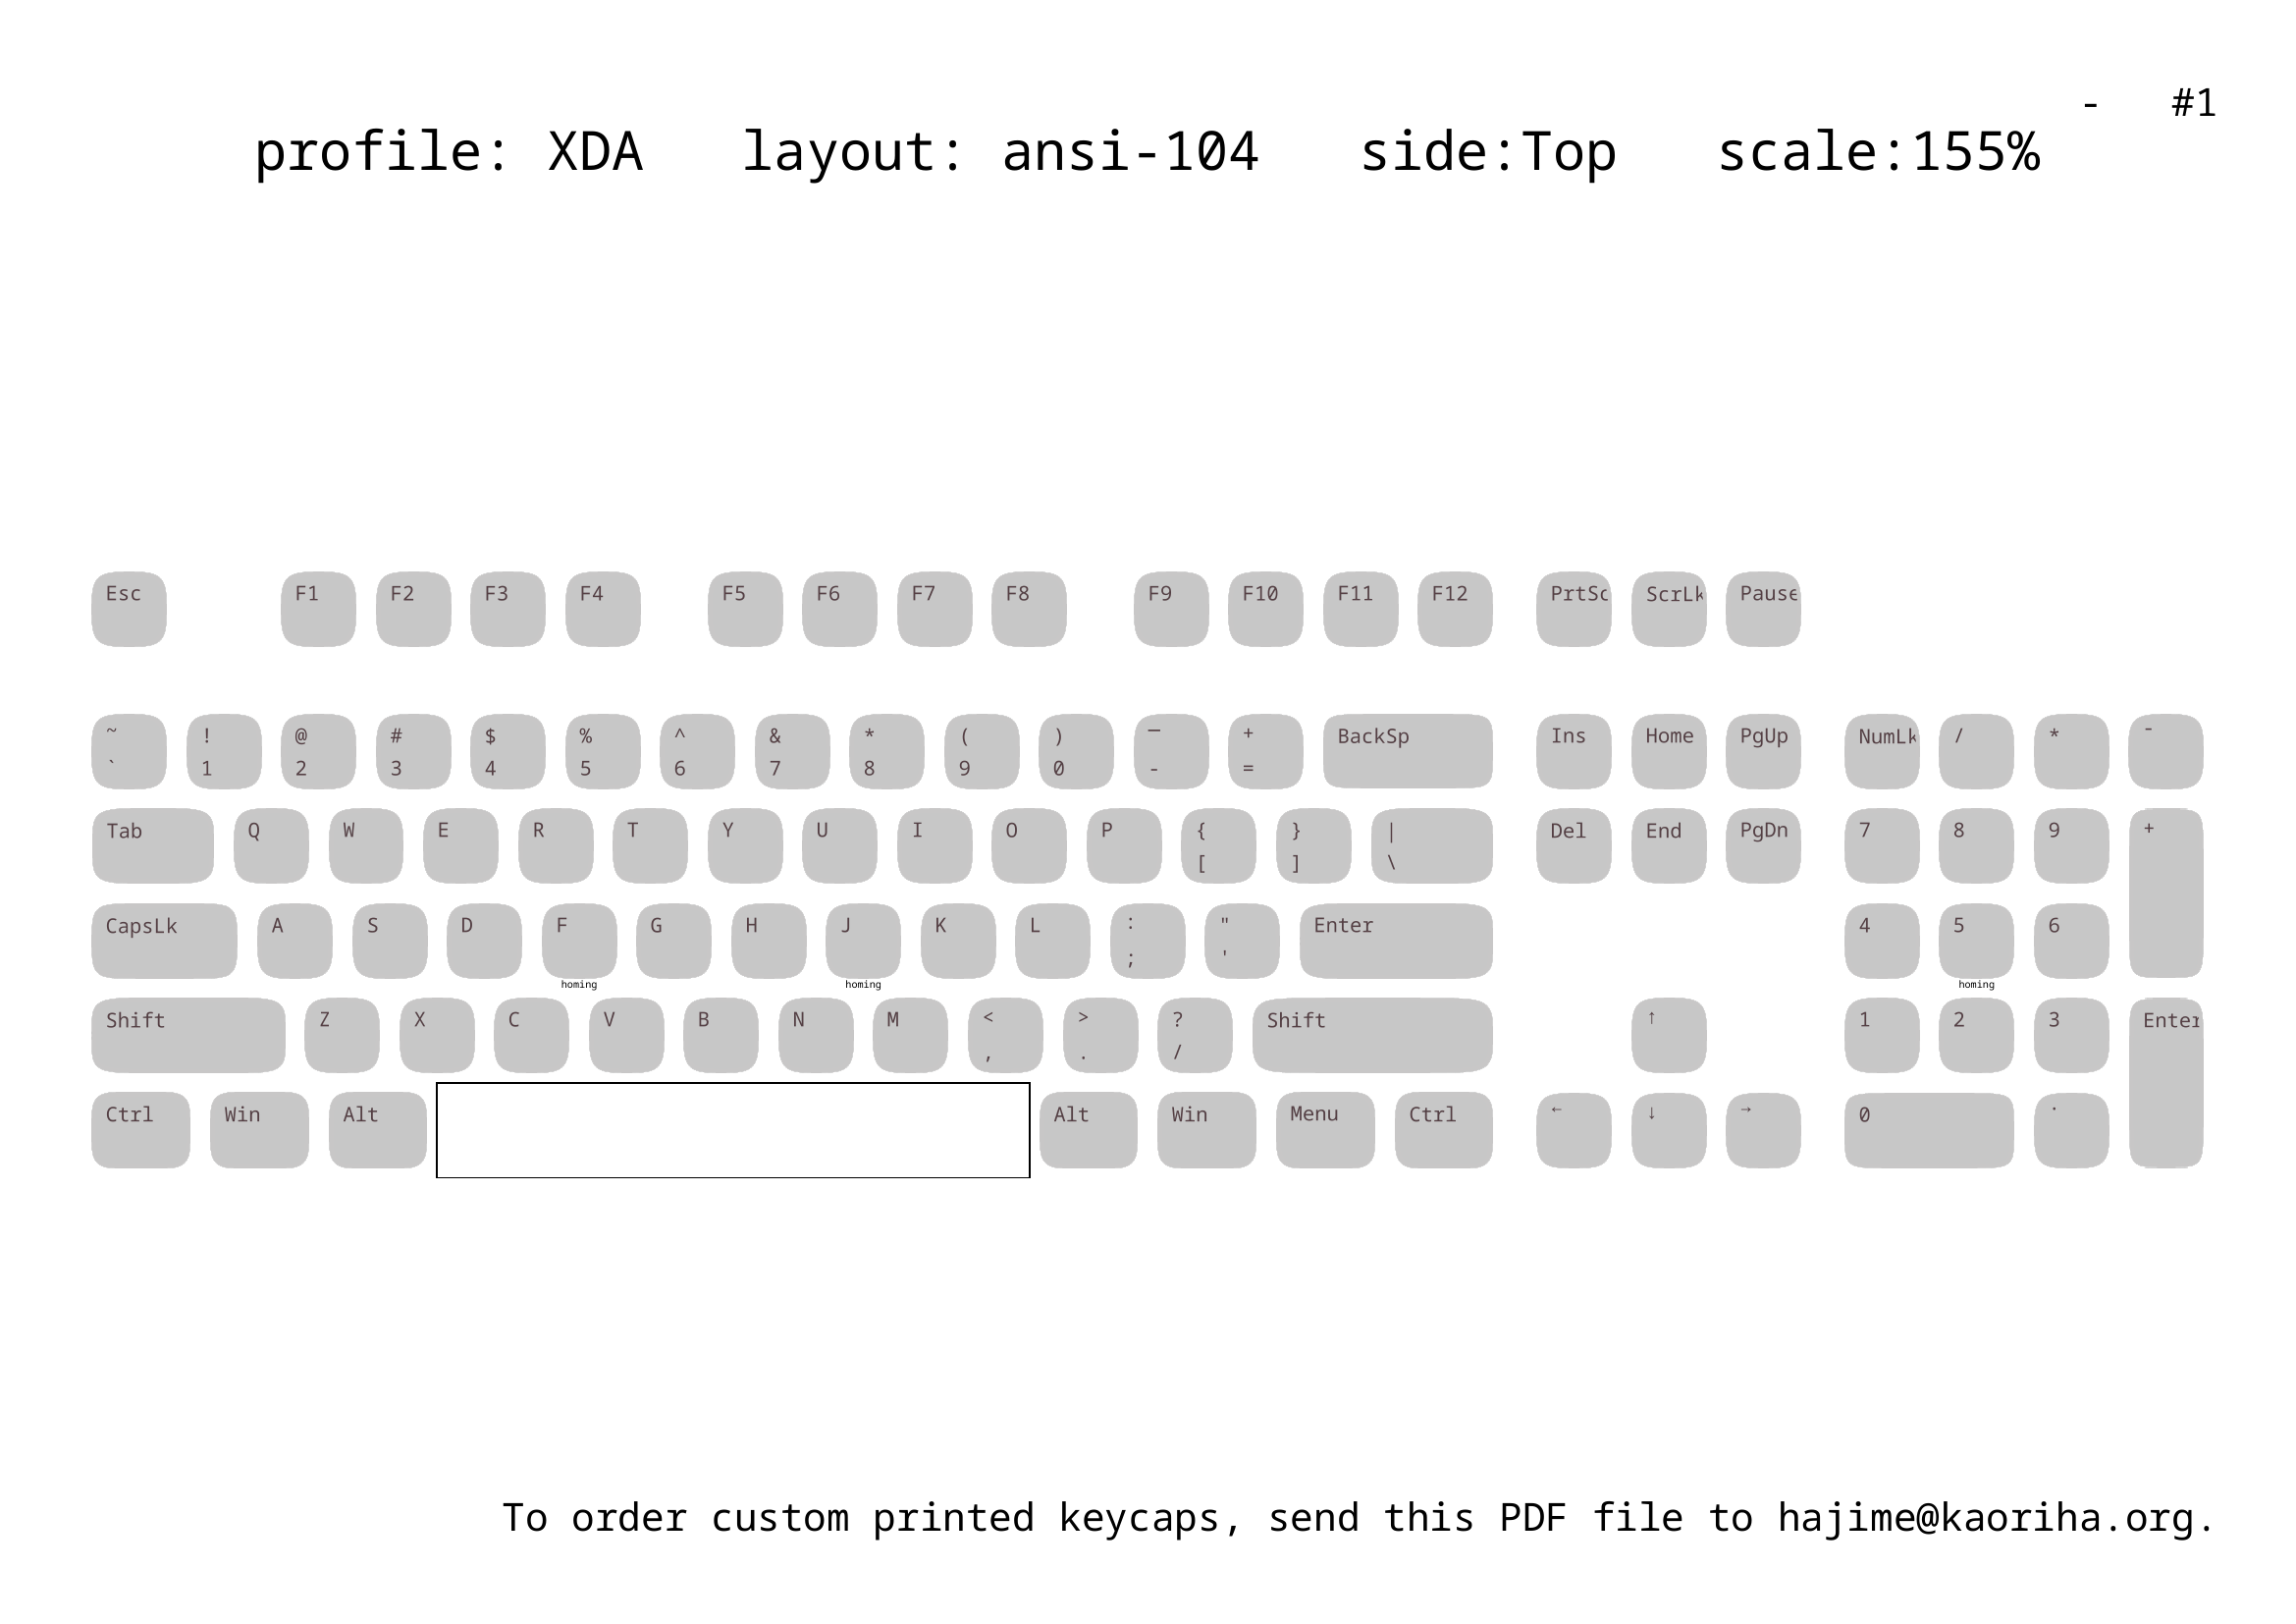 - #1
profile: XDA layout: ansi-104 side:Top scale:155%
Esc F1 F2 F3 F4 F5 F6 F7 F8 F9 F10 F11 F12 PrtSc ScrLk Pause
~ ! @ # $ % ^ & * ( ) _ + BackSp Ins Home PgUp NumLk / * -
` 1 2 3 4 5 6 7 8 9 0 - =
Tab Q W E R T Y U I O P { } | Del End PgDn 7 8 9 +
[ ] \
CapsLk A S D F G H J K L : " Enter 4 5 6
; '
homing homing homing
Shift Z X C V B N M < > ? Shift ↑ 1 2 3 Enter
, . /
Ctrl Win Alt Alt Win Menu Ctrl ← ↓ → 0 .
To order custom printed keycaps, send this PDF file to hajime@kaoriha.org.